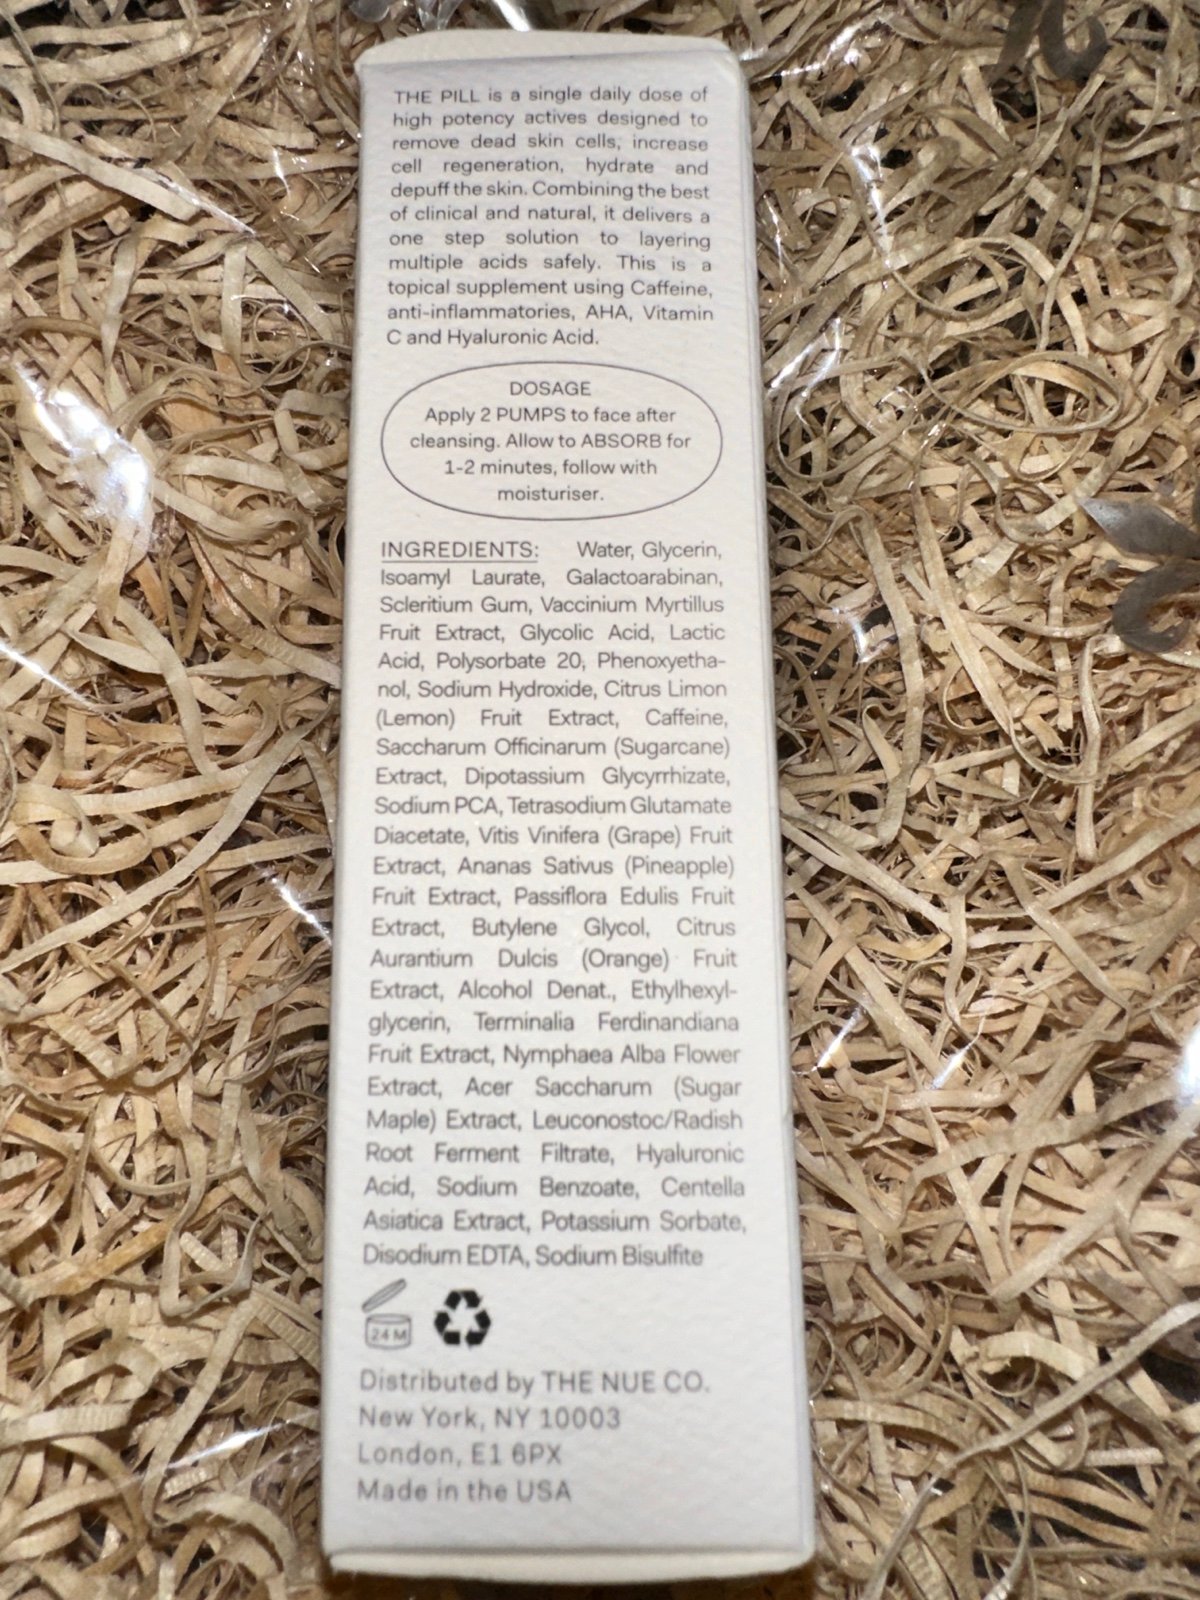 THE PILL is a single daily dose of
high potency actives designed to
remove dead skin cells, increase
cell regeneration, hydrate and
depuff the skin. Combining the best
of clinical and natural, it delivers a
one step solution to layering
multiple acids safely. This is a
topical supplement using Caffeine,
anti-inflammatories, AHA, Vitamin
C and Hyaluronic Acid.
DOSAGE
Apply 2 PUMPS to face after
cleansing. Allow to ABSORB for
1-2 minutes, follow with
moisturiser.
INGREDIENTS: Water, Glycerin,
Isoamyl Laurate, Galactoarabinan,
Scleritium Gum, Vaccinium Myrtillus
Fruit Extract, Glycolic Acid, Lactic
Acid, Polysorbate 20, Phenoxyetha-
nol, Sodium Hydroxide, Citrus Limon
(Lemon) Fruit Extract, Caffeine,
Saccharum Officinarum (Sugarcane)
Extract, Dipotassium Glycyrrhizate,
Sodium PCA, Tetrasodium Glutamate
Diacetate, Vitis Vinifera (Grape) Fruit
Extract, Ananas Sativus (Pineapple)
Fruit Extract, Passiflora Edulis Fruit
Extract, Butylene Glycol, Citrus
Aurantium Dulcis (Orange) Fruit
Extract, Alcohol Denat., Ethylhexyl-
glycerin, Terminalia Ferdinandiana
Fruit Extract, Nymphaea Alba Flower
Extract, Acer Saccharum (Sugar
Maple) Extract, Leuconostoc/Radish
Root Ferment Filtrate, Hyaluronic
Acid, Sodium Benzoate, Centella
Asiatica Extract, Potassium Sorbate,
Disodium EDTA, Sodium Bisulfite
24 M
Distributed by THE NUE CO.
New York, NY 10003
London, E1 6PX
Made in the USA